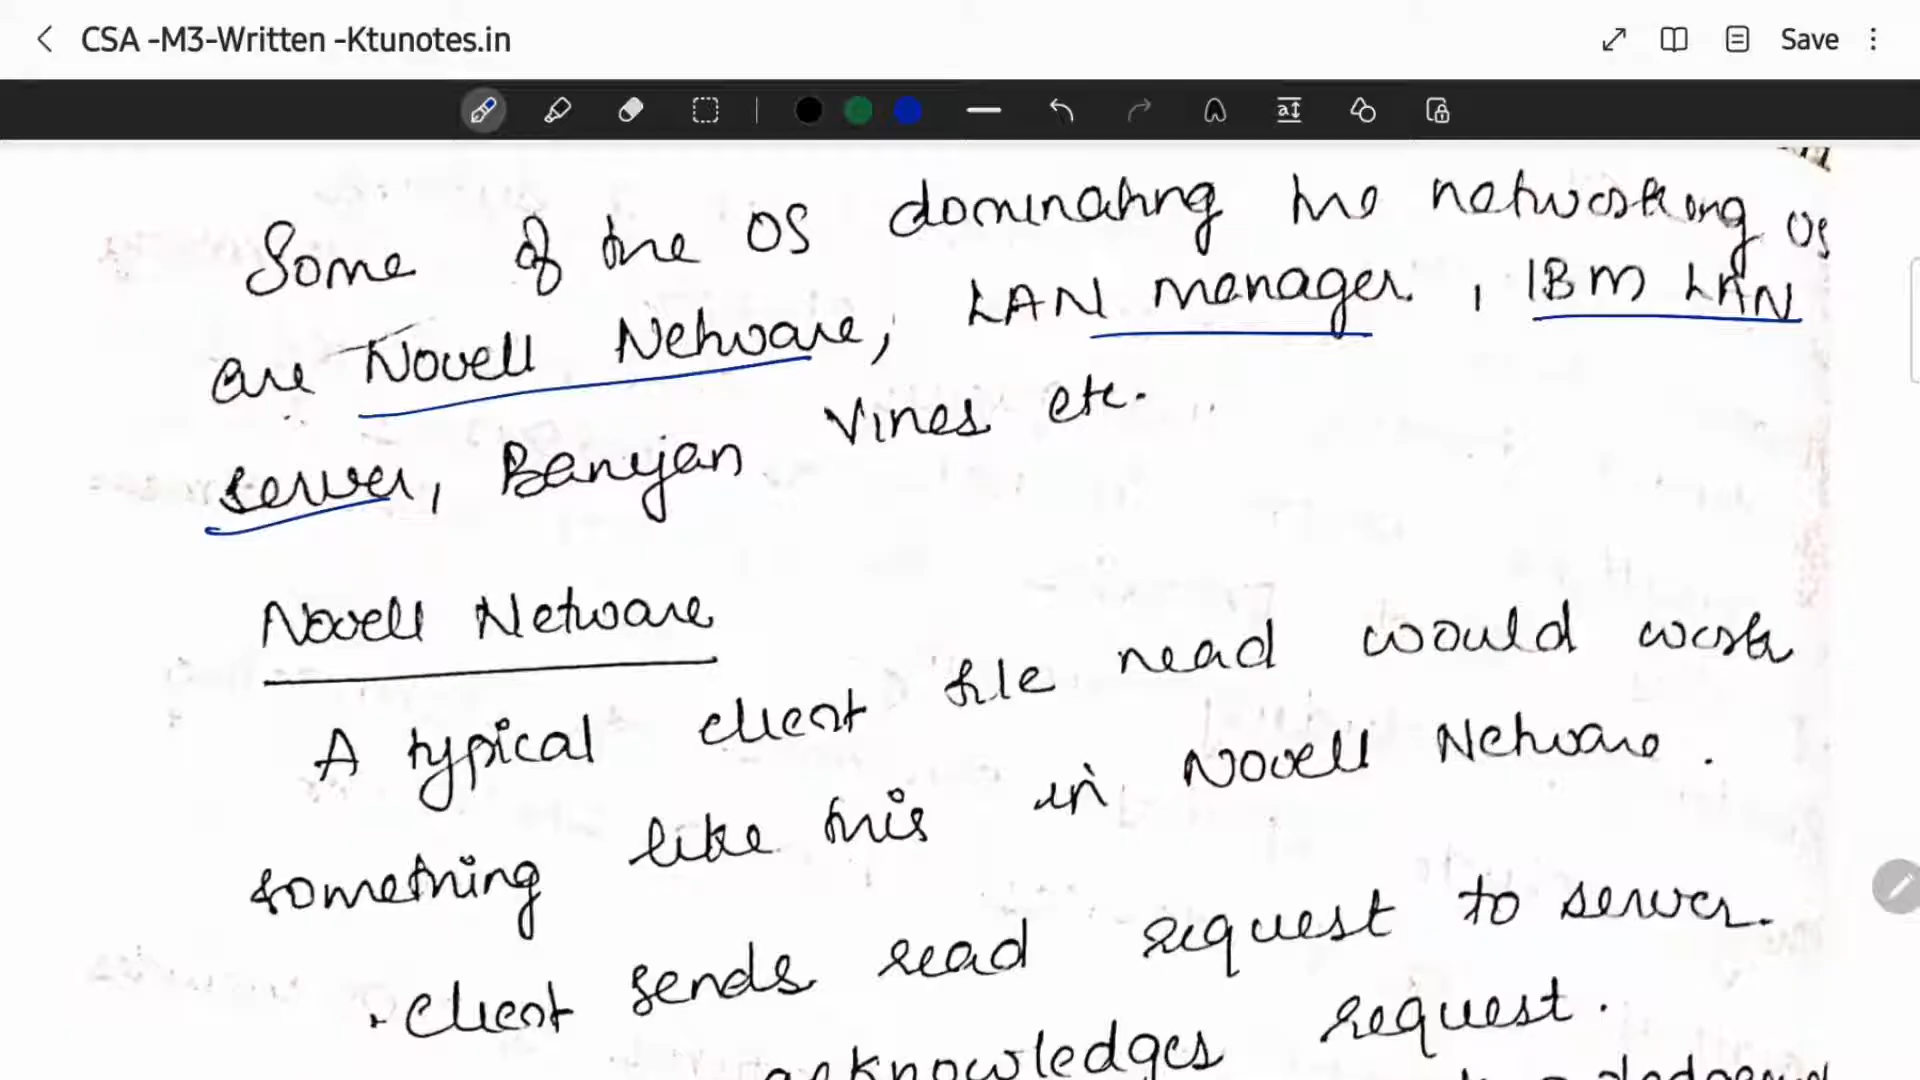 CSA -M3-Written -Ktunotes.in
Save
Some of the OS dominating the networking OS
are Novell Netware, LAN manager, IBM LAN
server, Banyan Vines etc.
Novell Netware
A typical client file read would work
something like this in Novell Netware.
• Client sends read request to server.
acknowledges request.